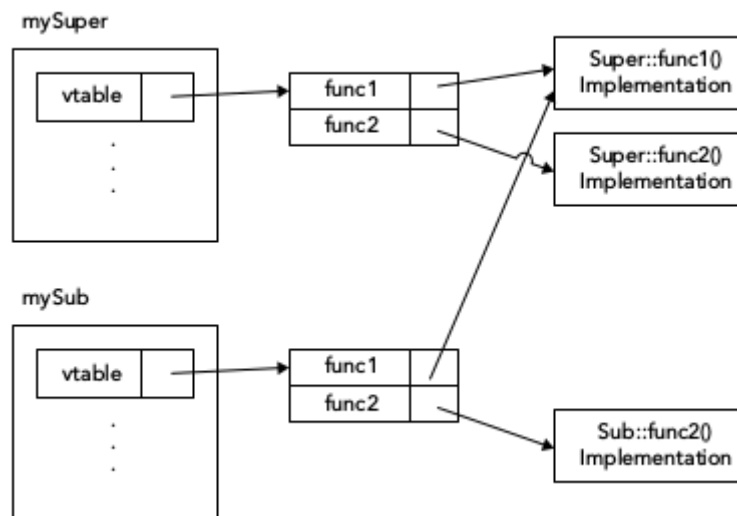 mySuper
vtable
.
.
.
func1
func2
Super::func1()
Implementation
Super::func2()
Implementation
mySub
vtable
.
.
.
func1
func2
Sub::func2()
Implementation